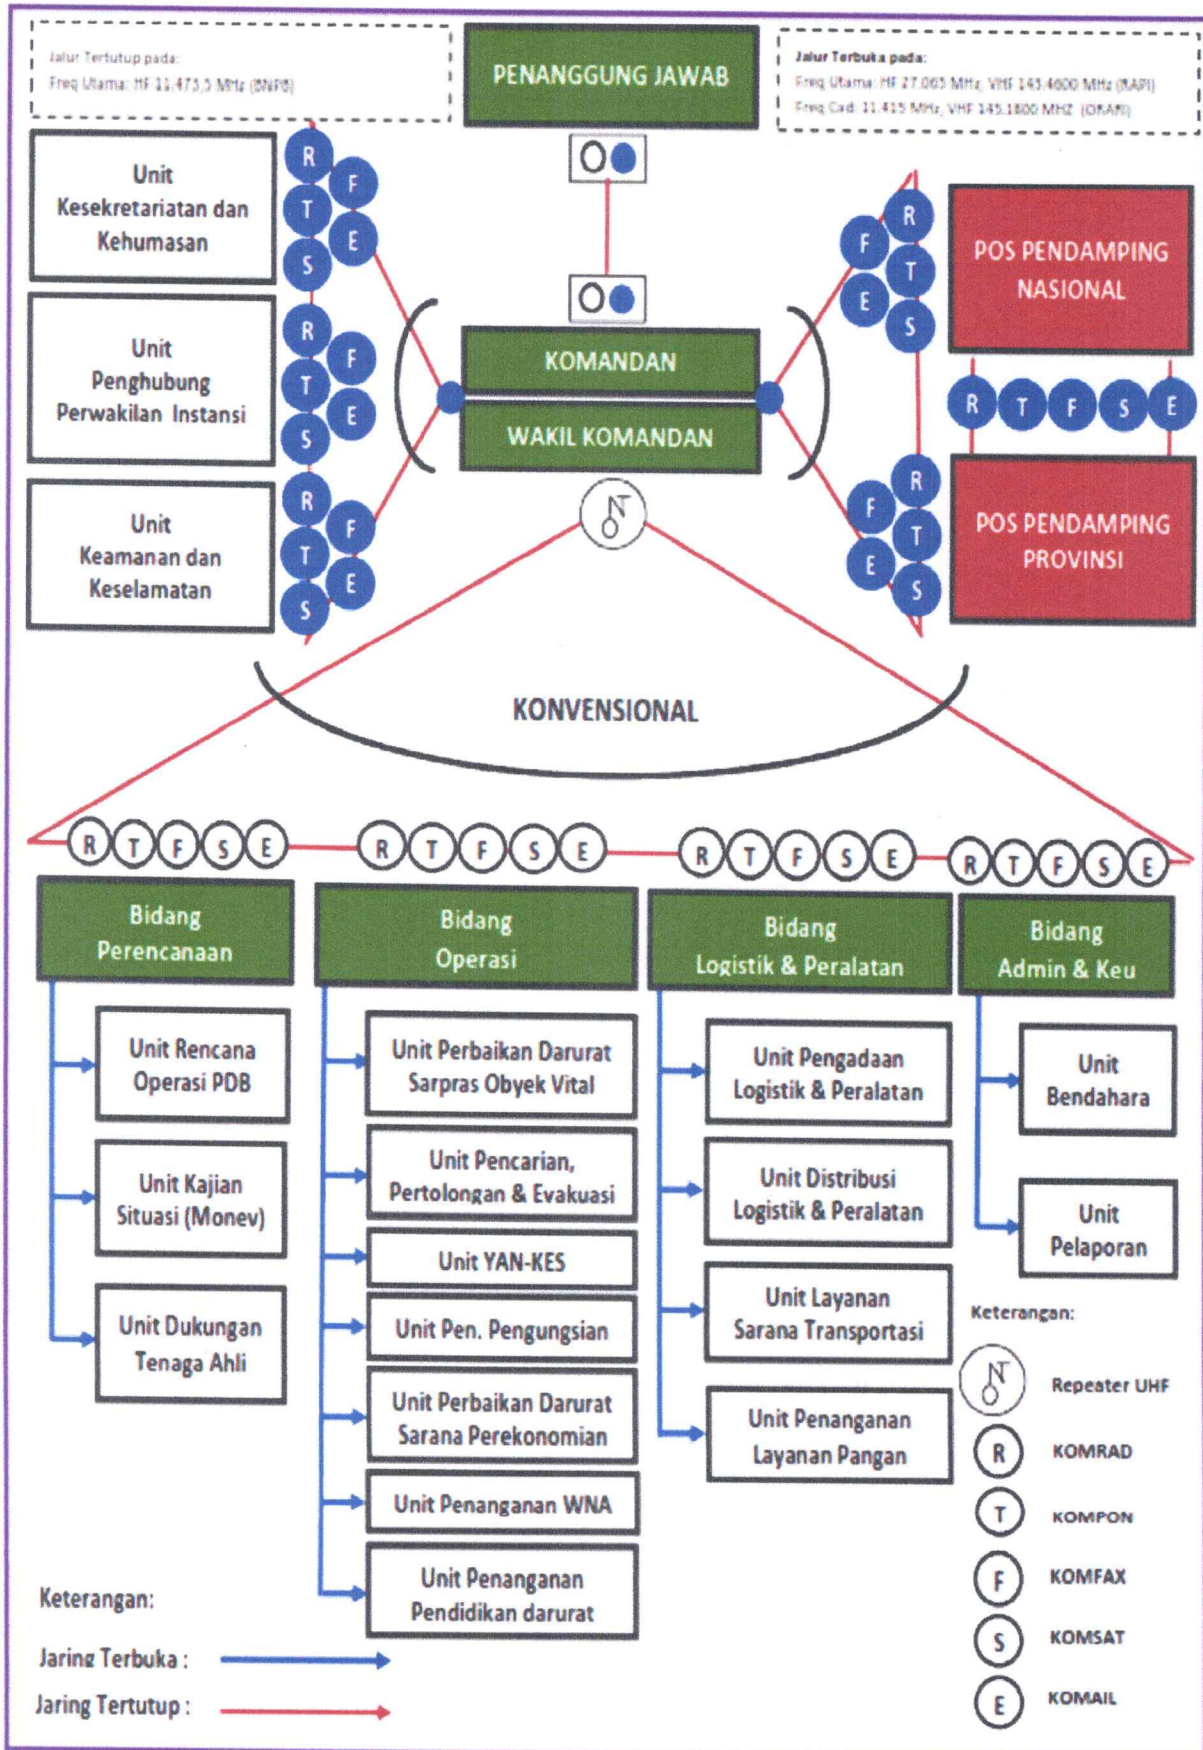 Jalur Tertutup pada:
Freq Utama: HF 11.473,5 MHz (BNPB)
PENANGGUNG JAWAB
Jalur Terbuka pada:
Freq Utama: HF 27.065 MHz, VHF 143.4600 MHz (RAPI)
Freq Cad: 11.415 MHz, VHF 145.1800 MHZ (ORARI)
Unit
Kesekretariatan dan
Kehumasan
R
T
S
F
E
Unit
Penghubung
Perwakilan Instansi
R
T
S
F
E
Unit
Keamanan dan
Keselamatan
R
T
S
F
E
KOMANDAN
WAKIL KOMANDAN
F
E
R
T
S
POS PENDAMPING
NASIONAL
R T F S E
F
E
R
T
S
POS PENDAMPING
PROVINSI
KONVENSIONAL
R T F S E
R T F S E
R T F S E
R T F S E
Bidang
Perencanaan
Unit Rencana
Operasi PDB
Unit Kajian
Situasi (Monev)
Unit Dukungan
Tenaga Ahli
Bidang
Operasi
Unit Perbaikan Darurat
Sarpras Obyek Vital
Unit Pencarian,
Pertolongan & Evakuasi
Unit YAN-KES
Unit Pen. Pengungsian
Unit Perbaikan Darurat
Sarana Perekonomian
Unit Penanganan WNA
Unit Penanganan
Pendidikan darurat
Bidang
Logistik & Peralatan
Unit Pengadaan
Logistik & Peralatan
Unit Distribusi
Logistik & Peralatan
Unit Layanan
Sarana Transportasi
Unit Penanganan
Layanan Pangan
Bidang
Admin & Keu
Unit
Bendahara
Unit
Pelaporan
Keterangan:
Repeater UHF
R KOMRAD
T KOMPON
F KOMFAX
S KOMSAT
E KOMAIL
Keterangan:
Jaring Terbuka :
Jaring Tertutup :